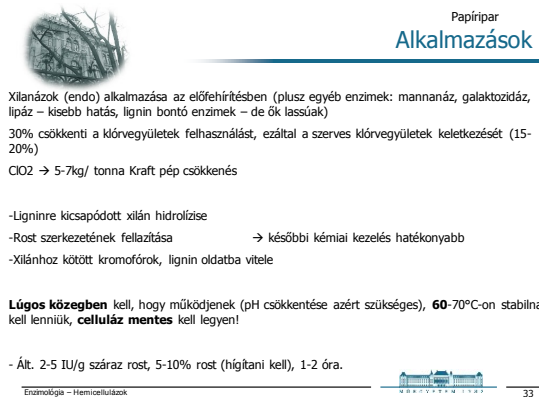 Papíripar
Alkalmazások
Xilanázok (endo) alkalmazása az előfehírítésben (plusz egyéb enzimek: mannanáz, galaktozidáz,
lipáz – kisebb hatás, lignin bontó enzimek – de ők lassúak)
30% csökkenti a klórvegyületek felhasználást, ezáltal a szerves klórvegyületek keletkezését (15-
20%)
ClO2 → 5-7kg/ tonna Kraft pép csökkenés
-Ligninre kicsapódott xilán hidrolízise
-Rost szerkezetének fellazítása → későbbi kémiai kezelés hatékonyabb
-Xilánhoz kötött kromofórok, lignin oldatba vitele
Lúgos közegben kell, hogy működjenek (pH csökkentése azért szükséges), 60-70°C-on stabilna
kell lenniük, celluláz mentes kell legyen!
- Ált. 2-5 IU/g száraz rost, 5-10% rost (hígítani kell), 1-2 óra.
Enzimológia – Hemicellulázok
MŰEGYETEM 1782
33